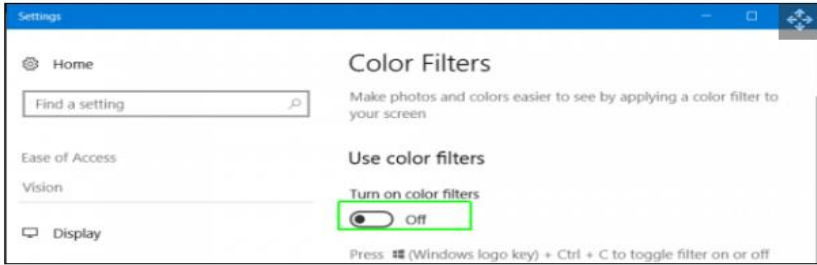 Settings
Home
Find a setting
Ease of Access
Vision
Display
Color Filters
Make photos and colors easier to see by applying a color filter to
your screen
Use color filters
Turn on color filters
Off
Press (Windows logo key) + Ctrl + C to toggle filter on or off